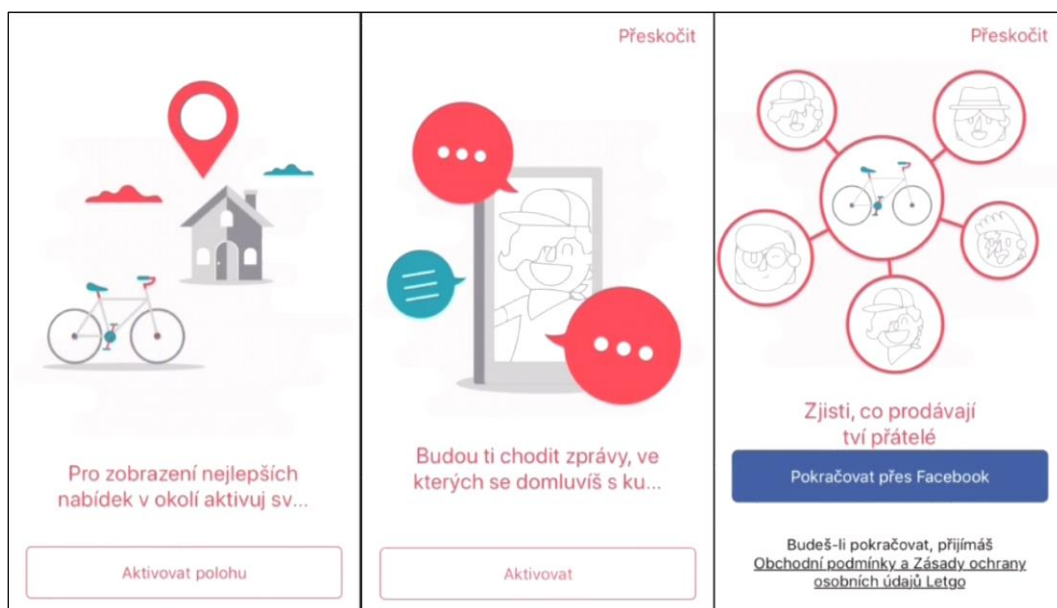 Pro zobrazení nejlepších
nabídek v okolí aktivuj sv...
Aktivovat polohu
Přeskočit
Budou ti chodit zprávy, ve
kterých se domluvíš s ku...
Aktivovat
Přeskočit
Zjisti, co prodávají
tví přátelé
Pokračovat přes Facebook
Budeš-li pokračovat, přijímáš
Obchodní podmínky a Zásady ochrany
osobních údajů Letgo